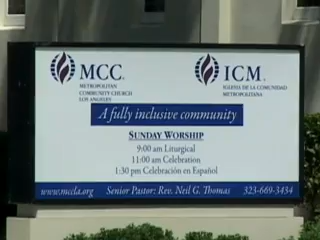 MCC.
METROPOLITAN
COMMUNITY CHURCH
LOS ANGELES
ICM.
IGLESIA DE LA COMUNIDAD
METROPOLITANA
A fully inclusive community
SUNDAY WORSHIP
9:00 am Liturgical
11:00 am Celebration
1:30 pm Celebración en Español
www.mccla.org Senior Pastor: Rev. Neil G. Thomas 323-669-3434